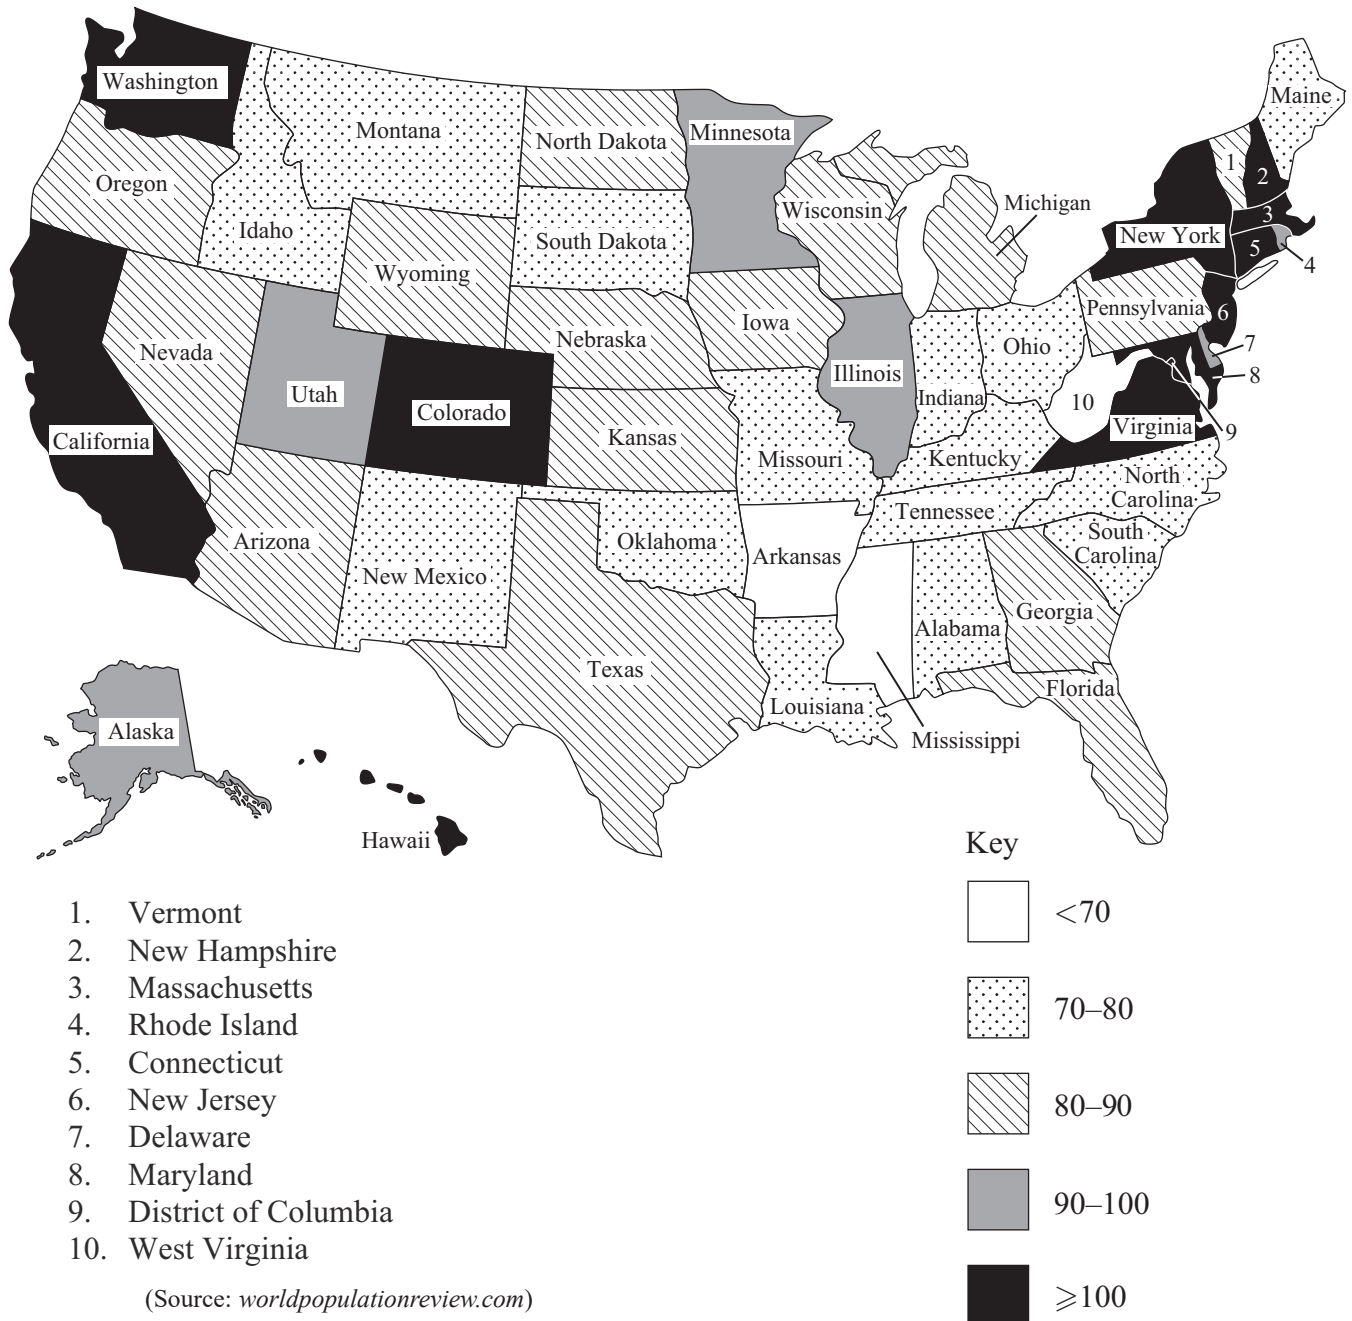 Washington
Montana
North Dakota
Minnesota
Maine
Oregon
Idaho
Wisconsin
Michigan
1
2
3
New York
5
4
South Dakota
Wyoming
Iowa
Pennsylvania
6
Nebraska
Nevada
Ohio
7
Illinois
8
Utah
Colorado
Indiana
10
California
Kansas
Virginia
9
Missouri
Kentucky
North
Carolina
Tennessee
Arizona
Oklahoma
Arkansas
South
Carolina
New Mexico
Georgia
Alabama
Texas
Florida
Louisiana
Mississippi
Alaska
Hawaii
Key
<70
70–80
80–90
90–100
⩾100
1. Vermont
2. New Hampshire
3. Massachusetts
4. Rhode Island
5. Connecticut
6. New Jersey
7. Delaware
8. Maryland
9. District of Columbia
10. West Virginia
(Source: worldpopulationreview.com)